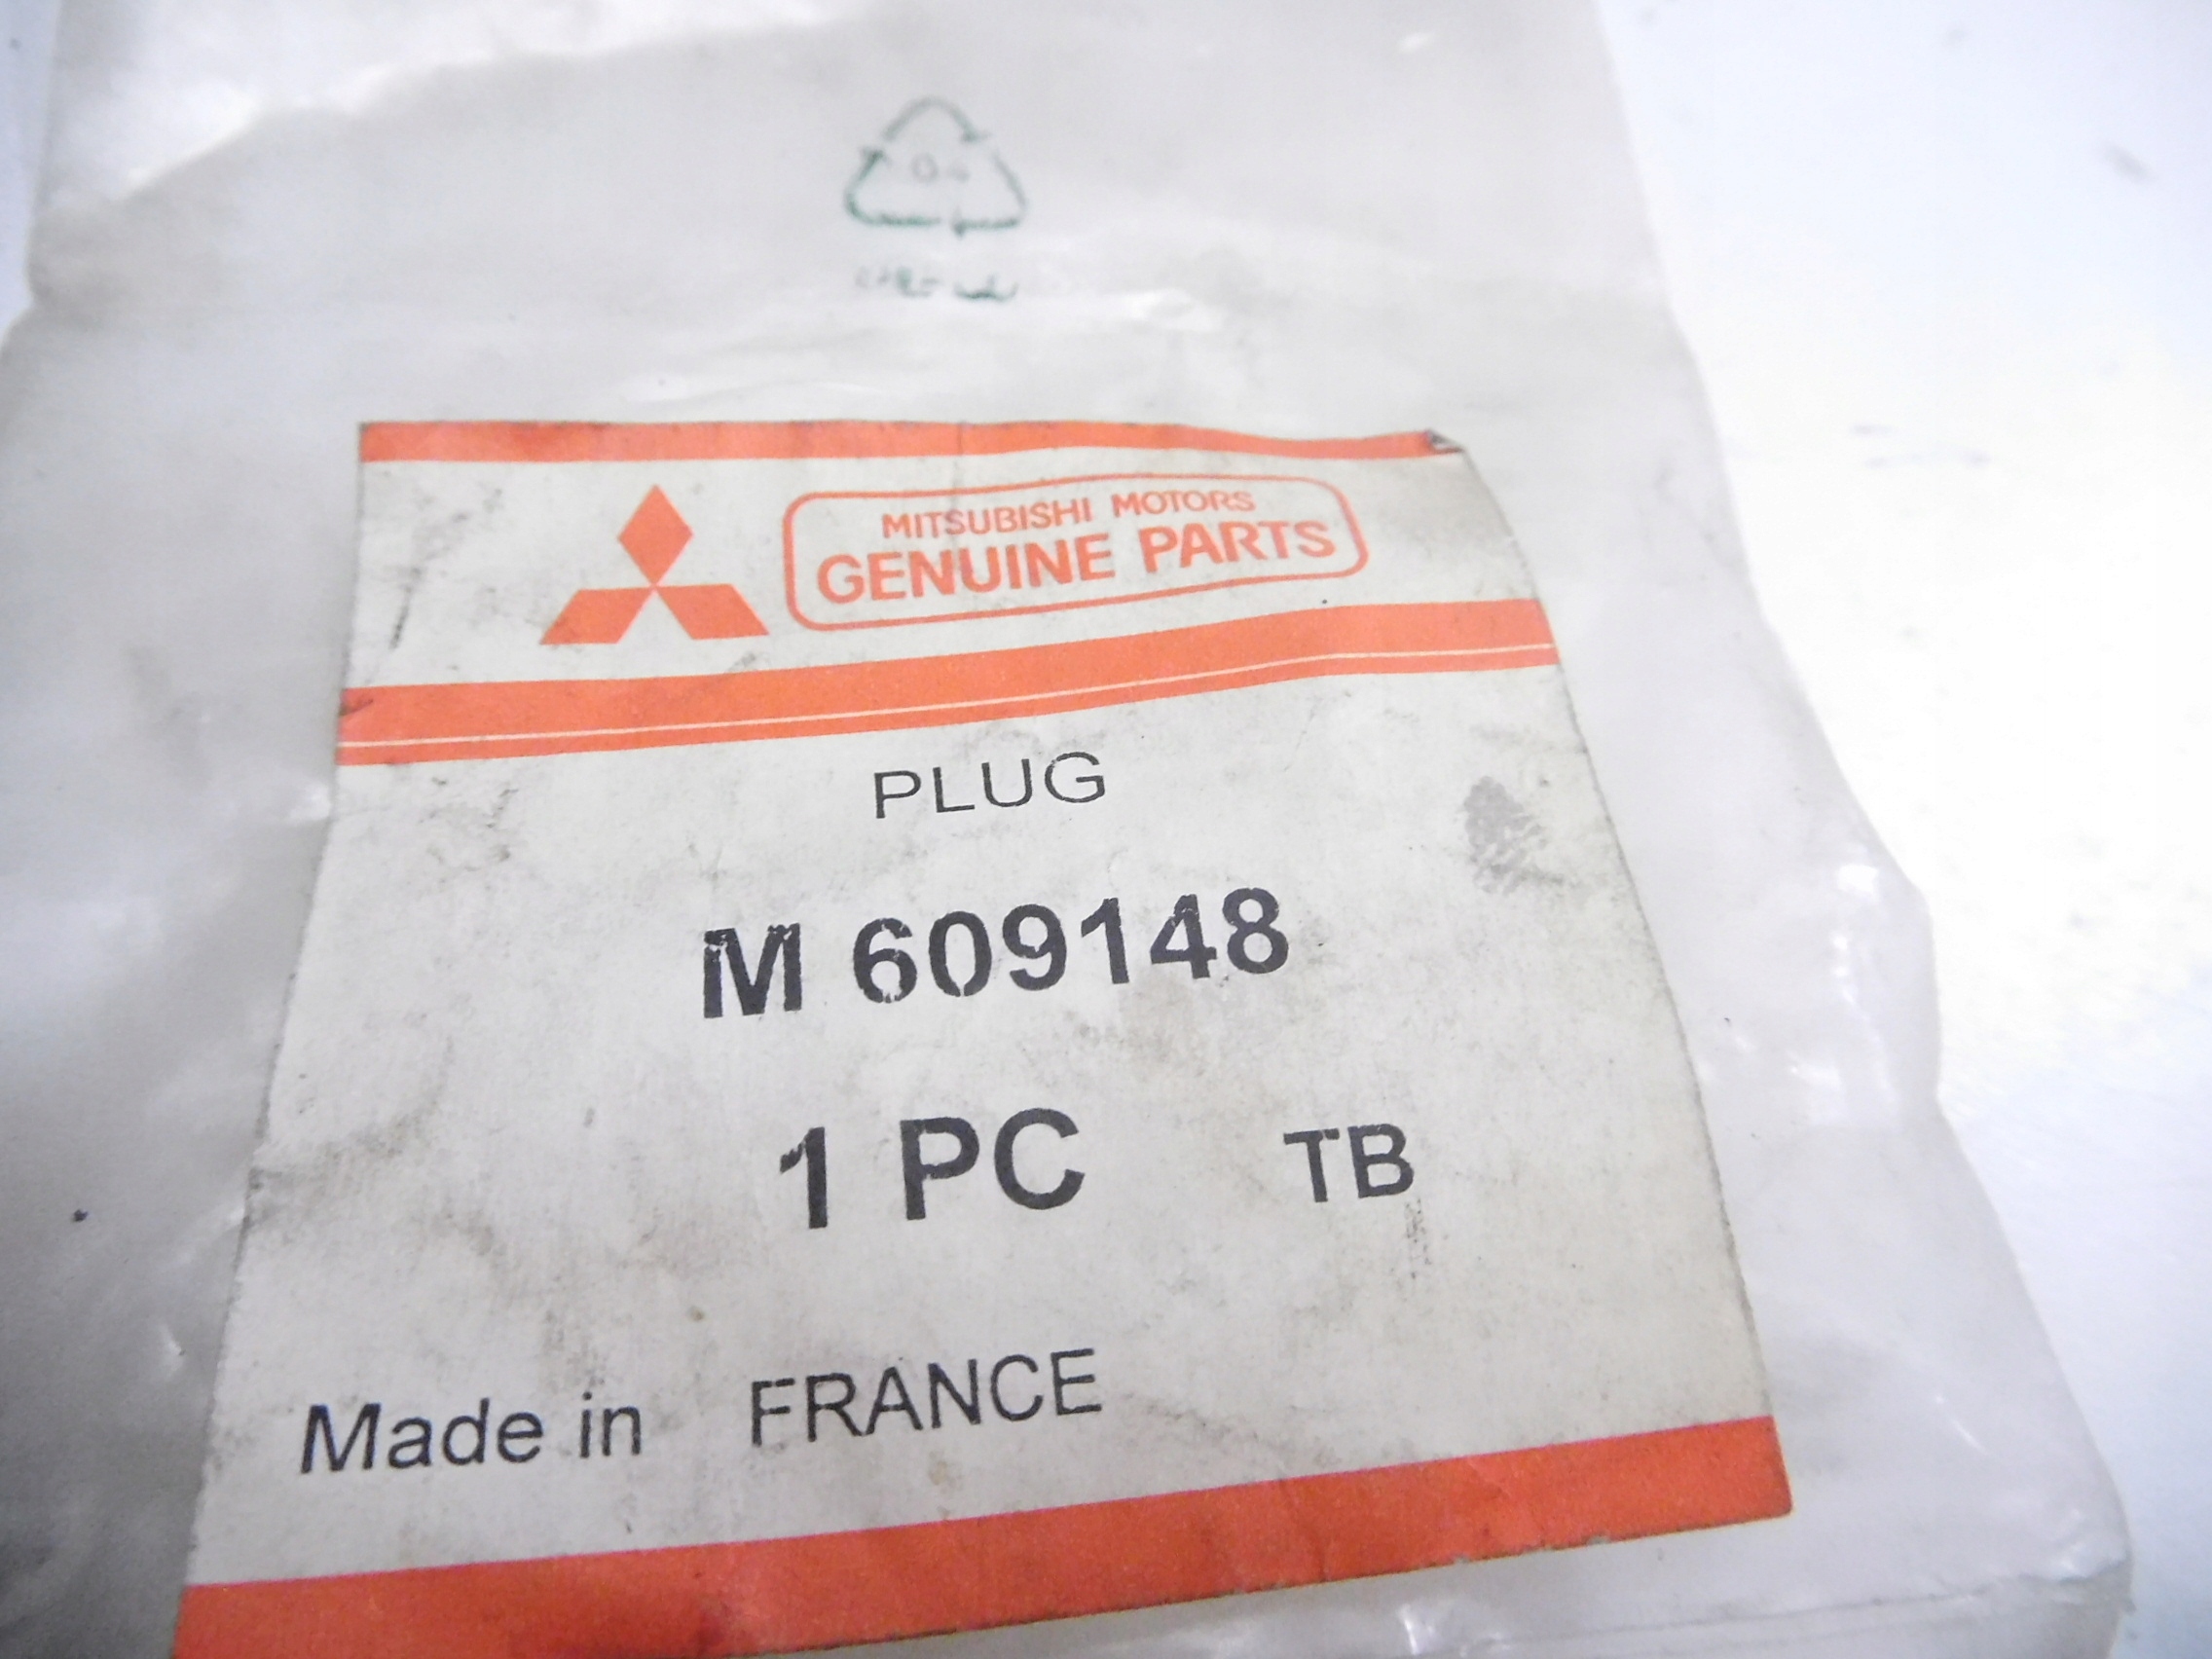 MITSUBISHI MOTORS
GENUINE PARTS
PLUG
M 609148
1 PC TB
Made in FRANCE